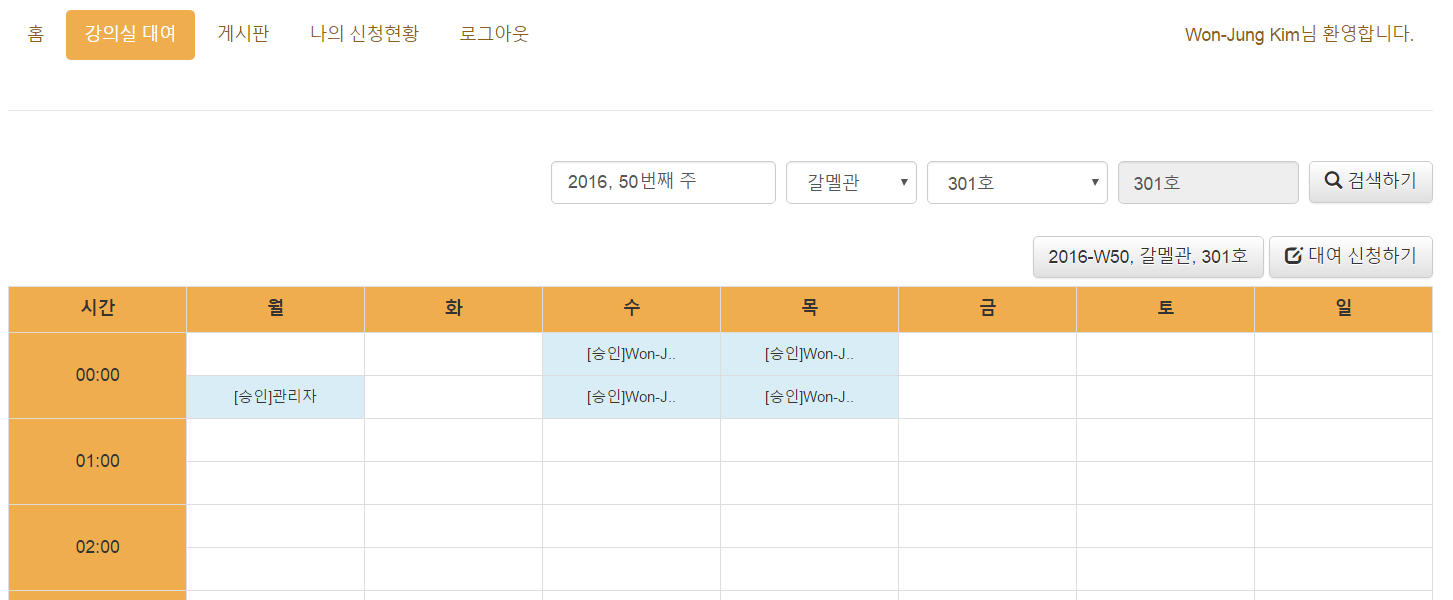 홈 강의실 대여 게시판 나의 신청현황 로그아웃 Won-Jung Kim님 환영합니다.
2016, 50번째 주 갈멜관 301호 301호 검색하기
2016-W50, 갈멜관, 301호 대여 신청하기
시간 월 화 수 목 금 토 일
00:00
[승인]Won-J.. [승인]Won-J..
[승인]관리자 [승인]Won-J.. [승인]Won-J..
01:00
02:00